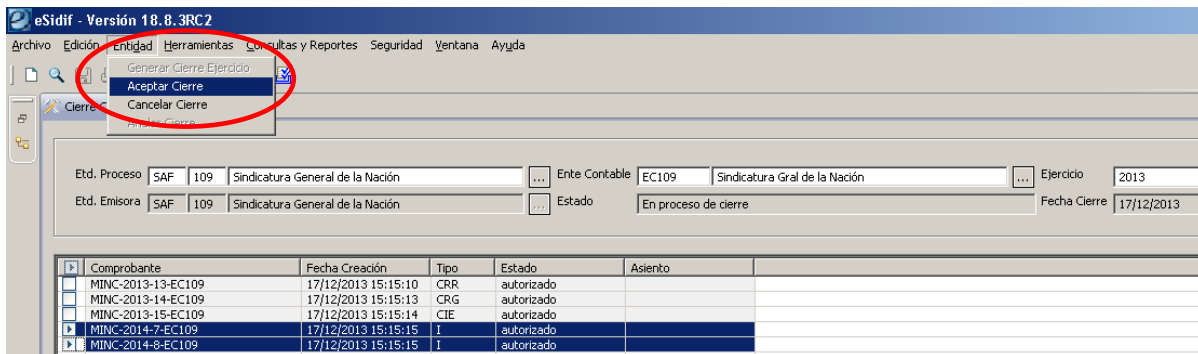 eSidif - Versión 18.8.3RC2
Archivo Edición Entidad Herramientas Consultas y Reportes Seguridad Ventana Ayuda
Generar Cierre Ejercicio
Aceptar Cierre
Cancelar Cierre
Anular Cierre
Cierre
Etd. Proceso SAF 109 Sindicatura General de la Nación ... Ente Contable EC109 Sindicatura Gral de la Nación ... Ejercicio 2013
Etd. Emisora SAF 109 Sindicatura General de la Nación ... Estado En proceso de cierre Fecha Cierre 17/12/2013
Comprobante Fecha Creación Tipo Estado Asiento
MINC-2013-13-EC109 17/12/2013 15:15:10 CRR autorizado
MINC-2013-14-EC109 17/12/2013 15:15:13 CRG autorizado
MINC-2013-15-EC109 17/12/2013 15:15:14 CIE autorizado
MINC-2014-7-EC109 17/12/2013 15:15:15 I autorizado
MINC-2014-8-EC109 17/12/2013 15:15:15 I autorizado